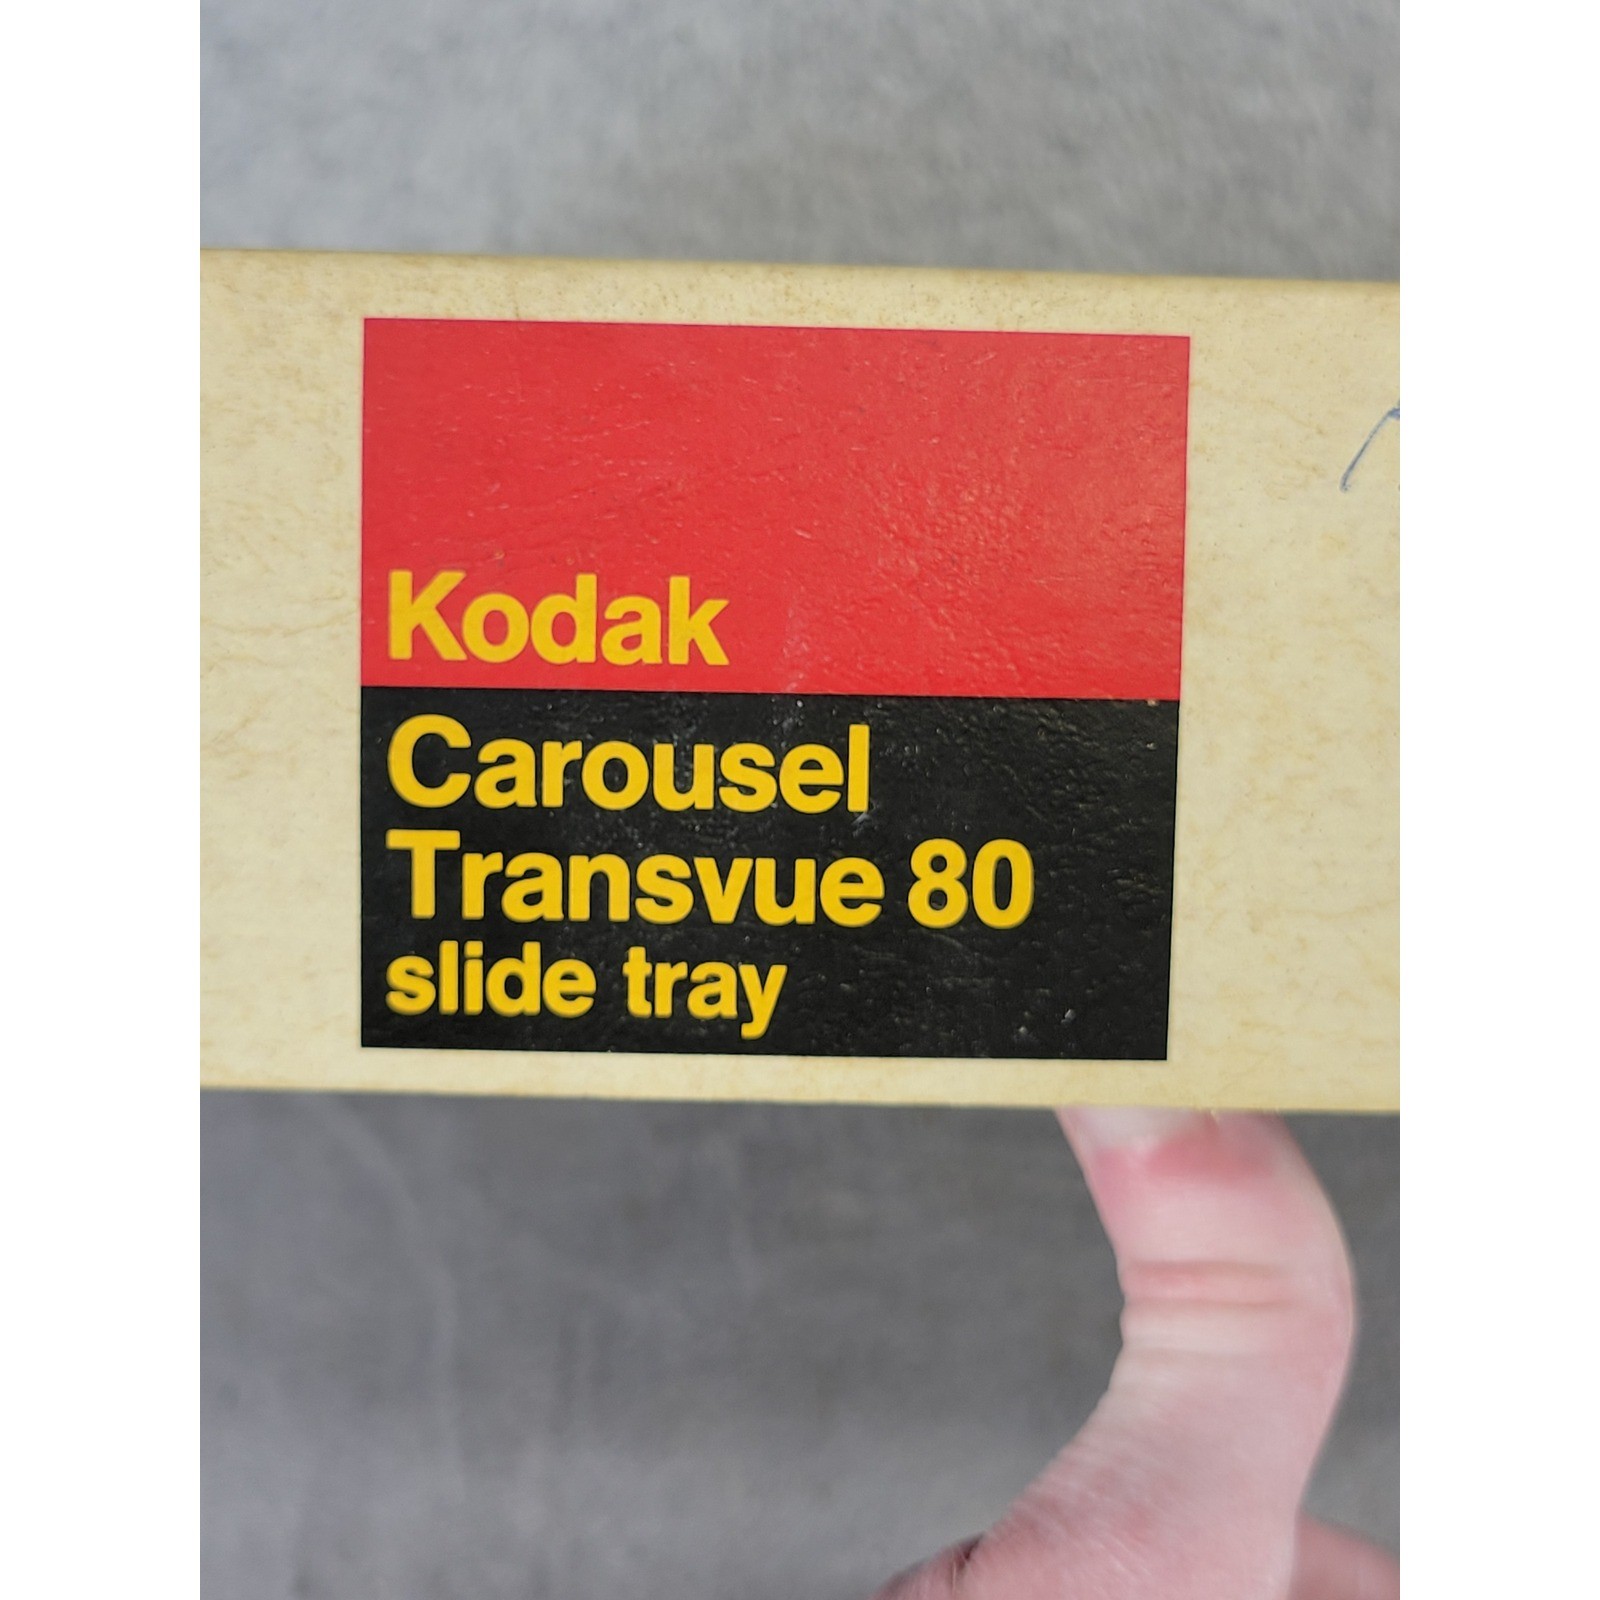 Kodak
Carousel
Transvue 80
slide tray